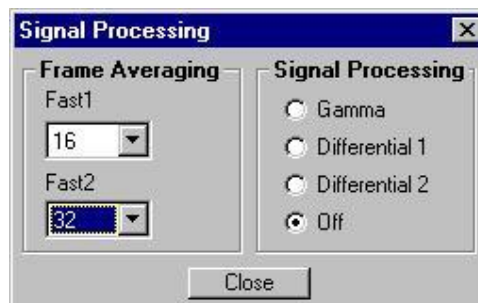 Signal Processing
Frame Averaging
Fast1
16
Fast2
32
Signal Processing
Gamma
Differential 1
Differential 2
Off
Close